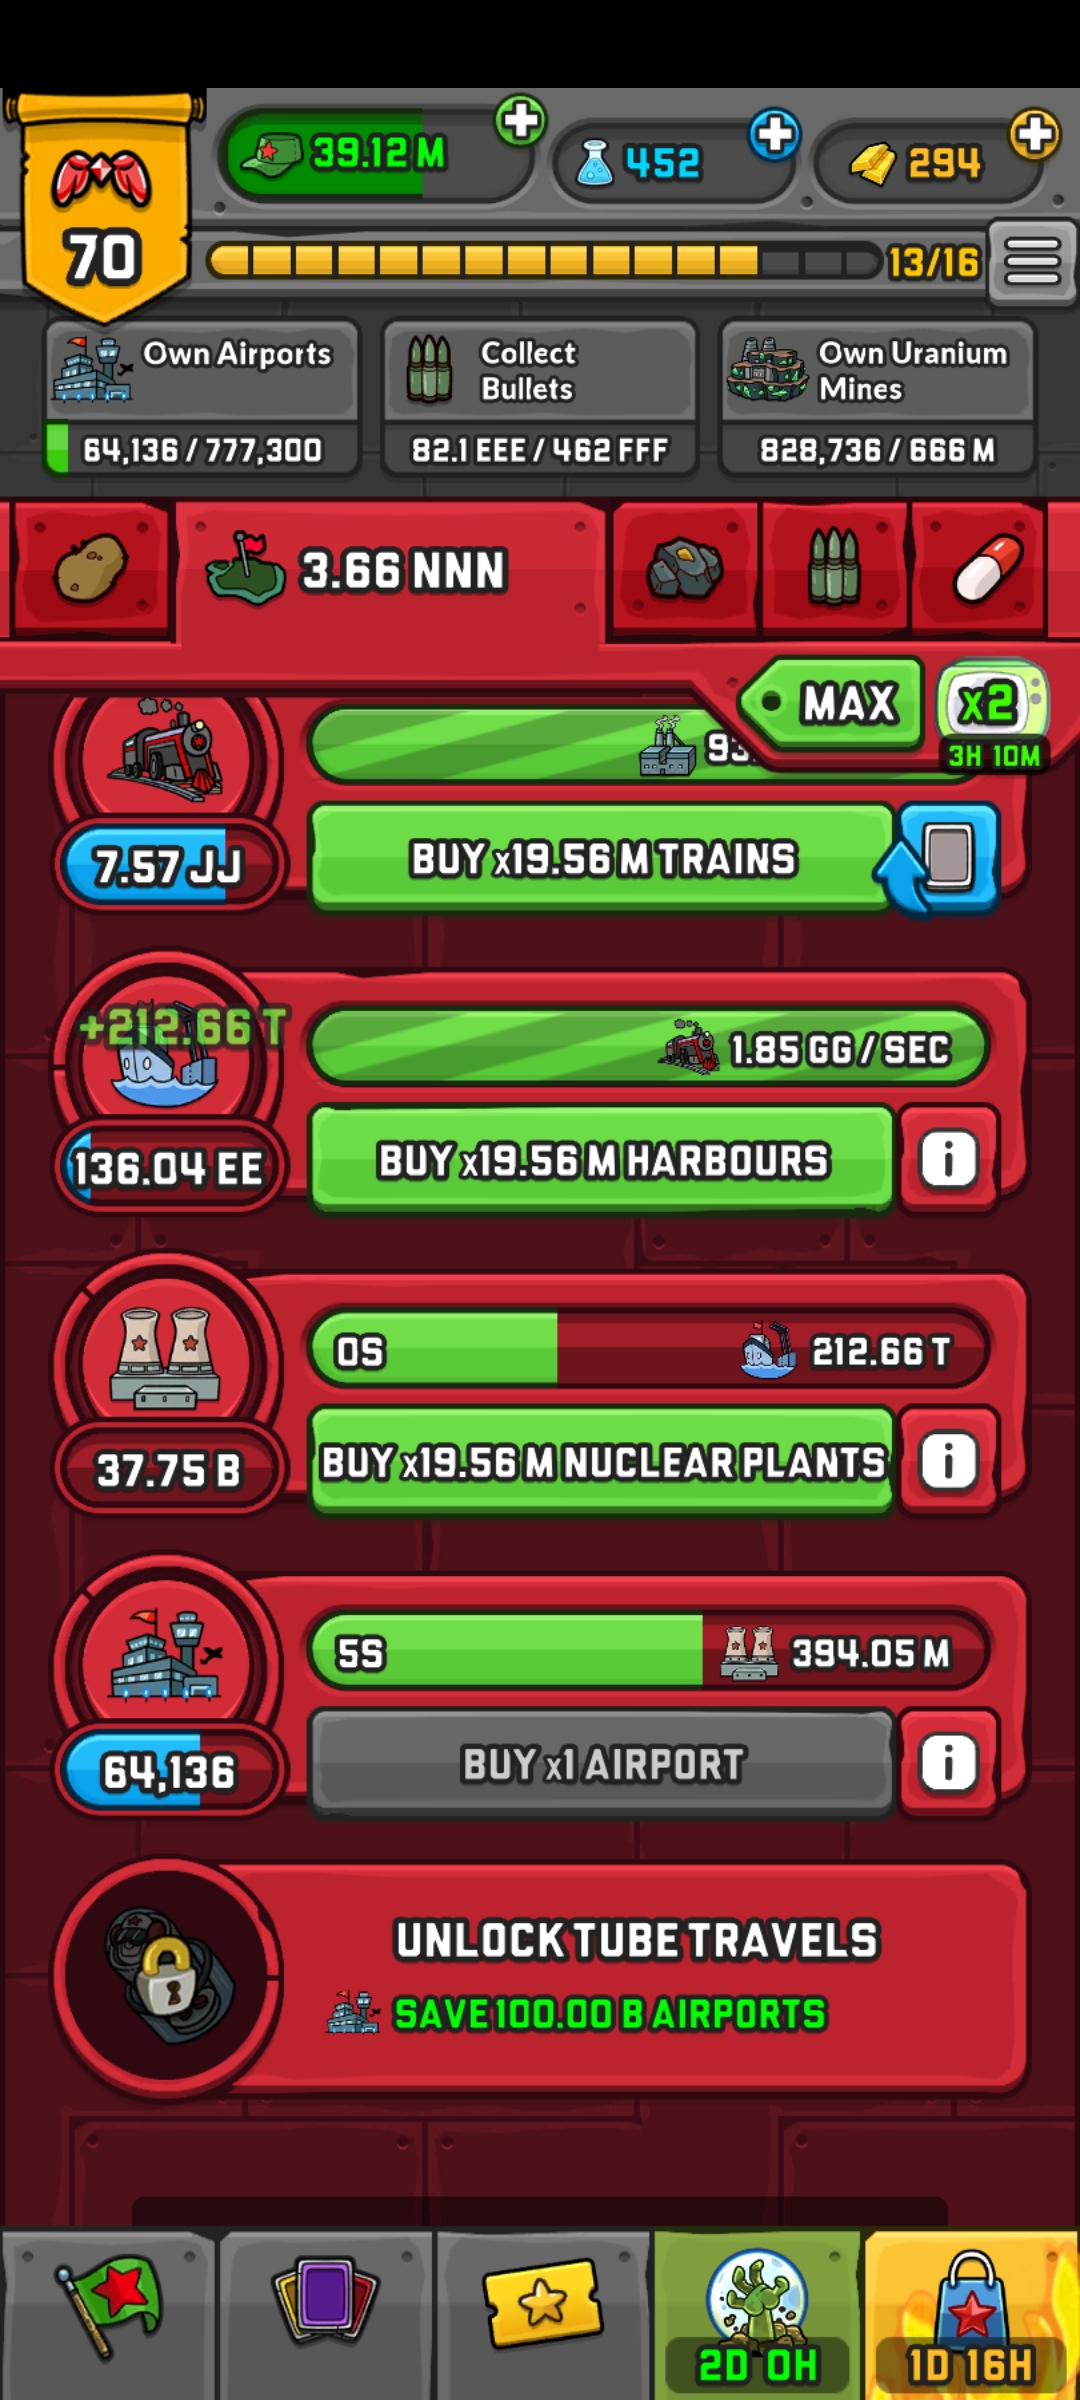 39.12 M
452
294
70
13/16
Own Airports
64,136 / 777,300
Collect
Bullets
82.1 EEE / 462 FFF
Own Uranium
Mines
828,736 / 666 M
3.66 NNN
MAX
x2
3H 10M
93.
7.57 JJ
BUY x19.56 M TRAINS
+212.66 T
1.85 GG / SEC
136.04 EE
BUY x19.56 M HARBOURS
i
0S
212.66 T
37.75 B
BUY x19.56 M NUCLEAR PLANTS
i
5S
394.05 M
64,136
BUY x1 AIRPORT
i
UNLOCK TUBE TRAVELS
SAVE 100.00 B AIRPORTS
2D 0H
1D 16H